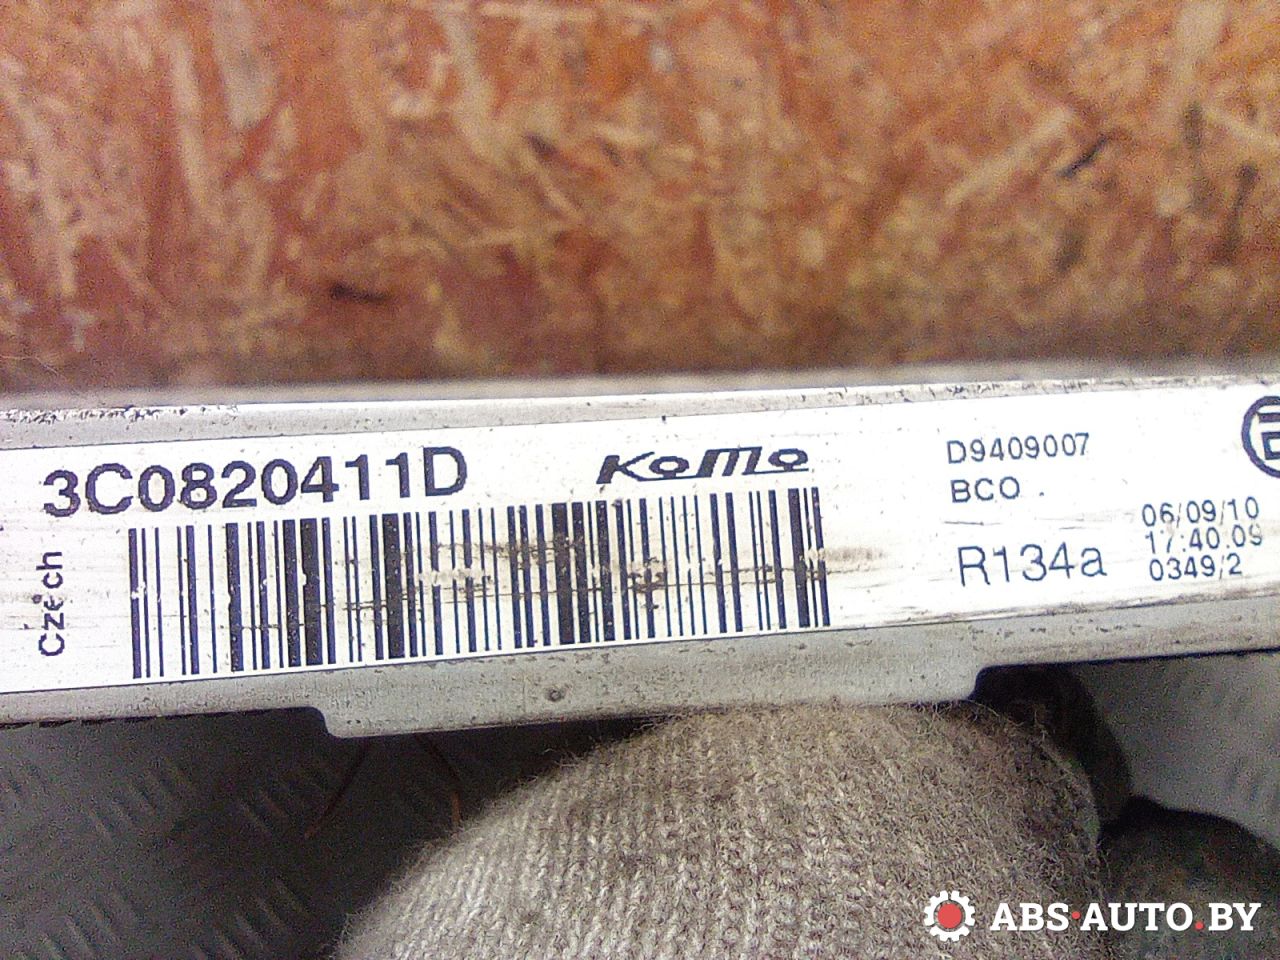 3C0820411D
KoMo
D9409007
BCO .
06/09/10
17:40.09
0349/2
R134a
Czech
ABS·AUTO.BY